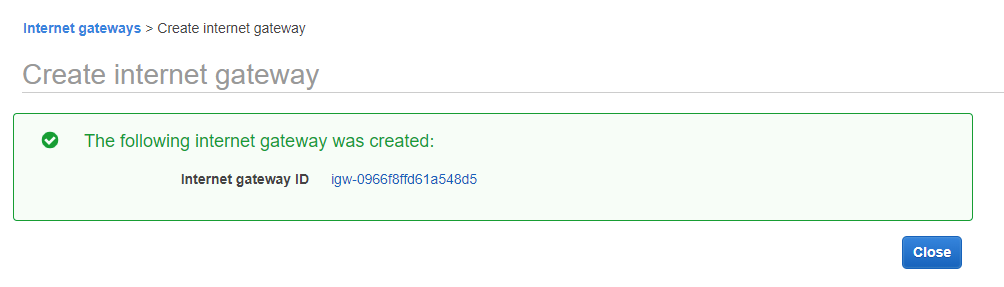 Internet gateways > Create internet gateway
Create internet gateway
The following internet gateway was created:
Internet gateway ID igw-0966f8ffd61a548d5
Close